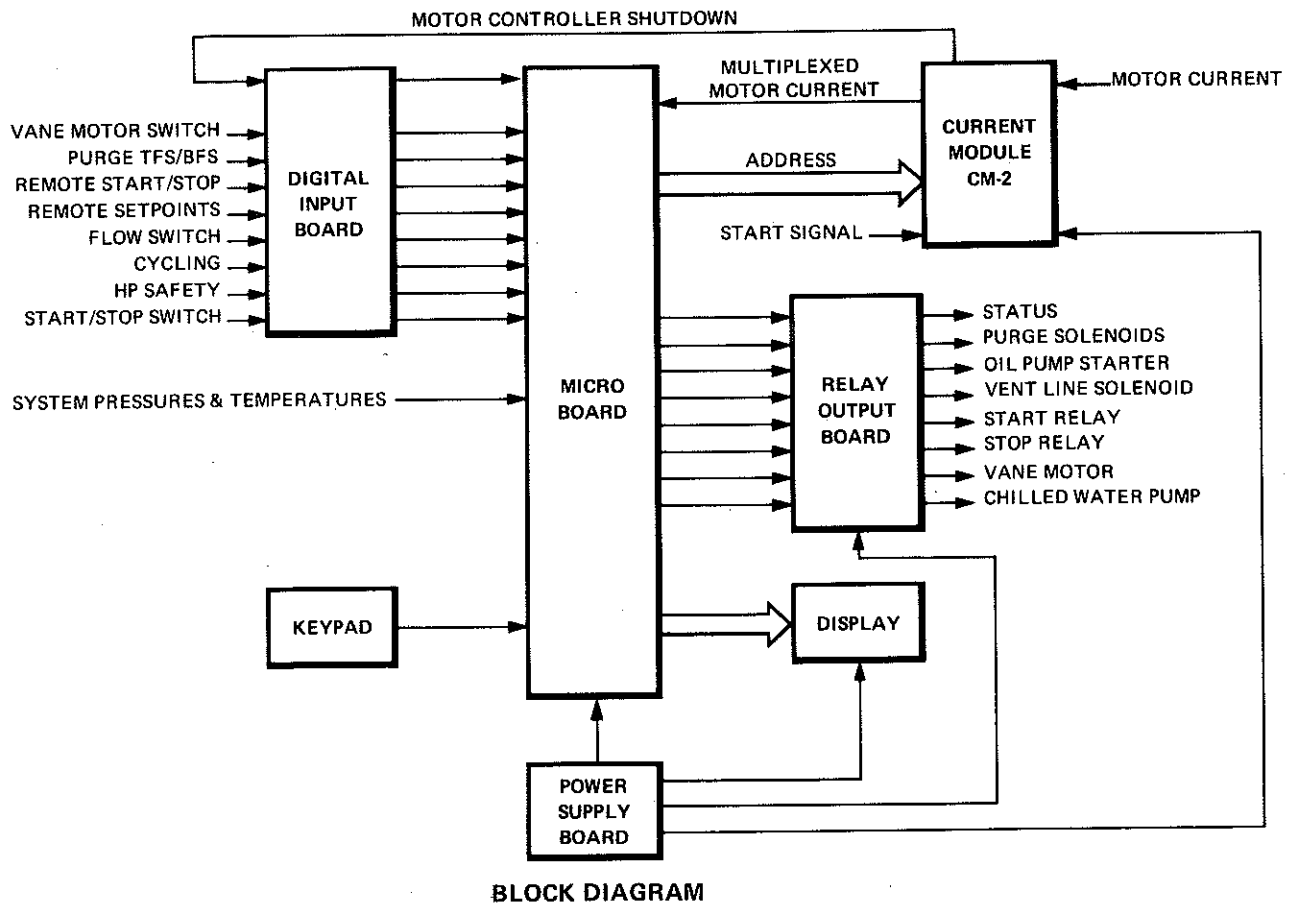 MOTOR CONTROLLER SHUTDOWN
MULTIPLEXED
MOTOR CURRENT
MOTOR CURRENT
CURRENT
MODULE
CM-2
ADDRESS
START SIGNAL
VANE MOTOR SWITCH
PURGE TFS/BFS
REMOTE START/STOP
REMOTE SETPOINTS
FLOW SWITCH
CYCLING
HP SAFETY
START/STOP SWITCH
DIGITAL
INPUT
BOARD
SYSTEM PRESSURES & TEMPERATURES
MICRO
BOARD
RELAY
OUTPUT
BOARD
STATUS
PURGE SOLENOIDS
OIL PUMP STARTER
VENT LINE SOLENOID
START RELAY
STOP RELAY
VANE MOTOR
CHILLED WATER PUMP
KEYPAD
DISPLAY
POWER
SUPPLY
BOARD
BLOCK DIAGRAM